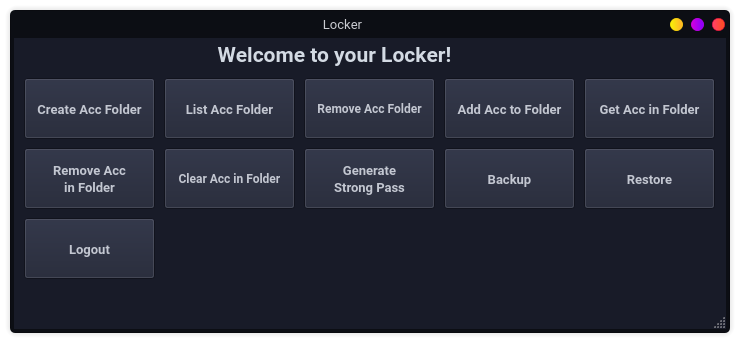 Locker
Welcome to your Locker!
Create Acc Folder
List Acc Folder
Remove Acc Folder
Add Acc to Folder
Get Acc in Folder
Remove Acc
in Folder
Clear Acc in Folder
Generate
Strong Pass
Backup
Restore
Logout